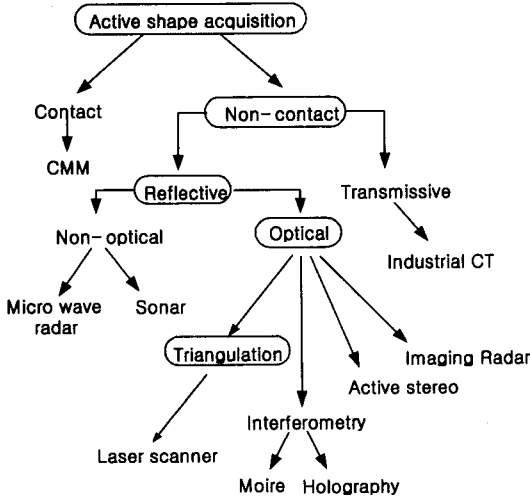 Active shape acquisition
Contact
Non-contact
CMM
Reflective
Transmissive
Non-optical
Optical
Industrial CT
Micro wave
radar
Sonar
Triangulation
Imaging Radar
Active stereo
Interferometry
Laser scanner
Moire
Holography